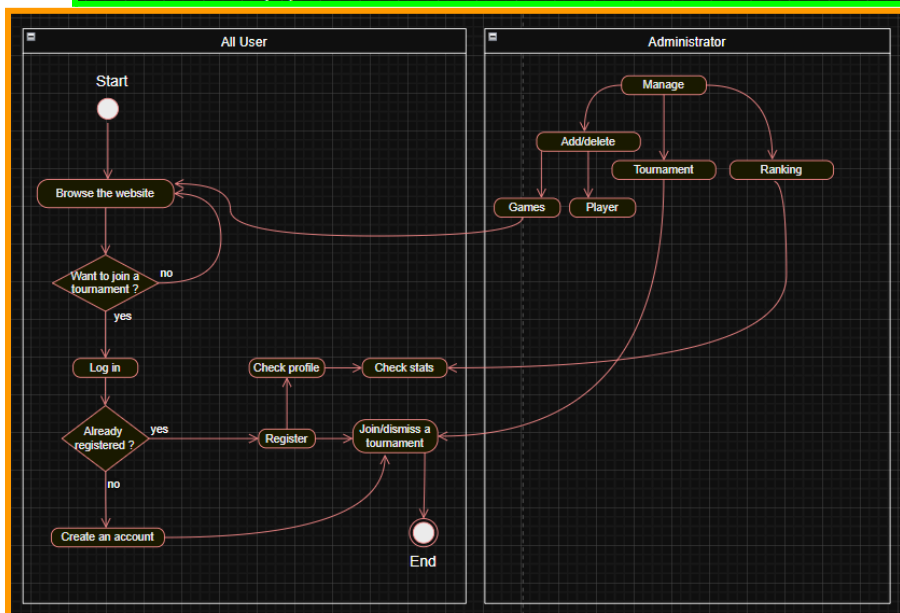 All User
Administrator
Start
Manage
Add/delete
Browse the website
Tournament
Ranking
Games
Player
Want to join a
tournament ?
no
yes
Log in
Check profile
Check stats
Already
registered ?
yes
Register
Join/dismiss a
tournament
no
Create an account
End